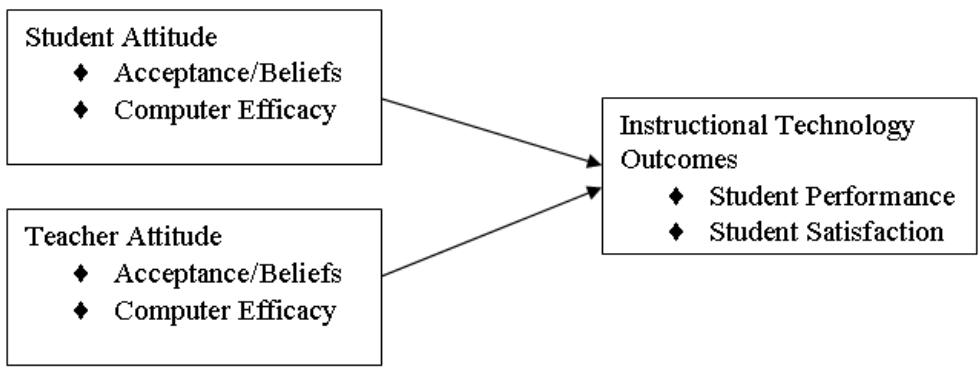 Student Attitude
♦ Acceptance/Beliefs
♦ Computer Efficacy
Teacher Attitude
♦ Acceptance/Beliefs
♦ Computer Efficacy
Instructional Technology
Outcomes
♦ Student Performance
♦ Student Satisfaction